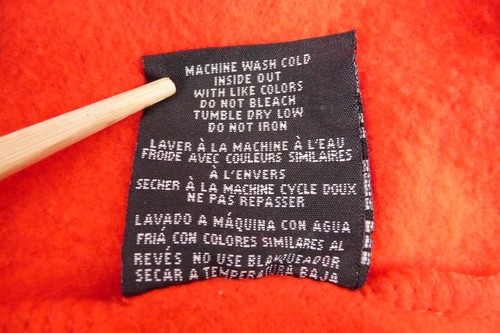 MACHINE WASH COLD
INSIDE OUT
WITH LIKE COLORS
DO NOT BLEACH
TUMBLE DRY LOW
DO NOT IRON
LAVER À LA MACHINE À L'EAU
FROIDE AVEC COULEURS SIMILAIRES
À L'ENVERS
SECHER À LA MACHINE CYCLE DOUX
NE PAS REPASSER
LAVADO A MÁQUINA CON AGUA
FRIÁ CON COLORES SIMILARES AL
REVÉS NO USE BLANQUEADOR
SECAR A TEMPERATURA BAJA